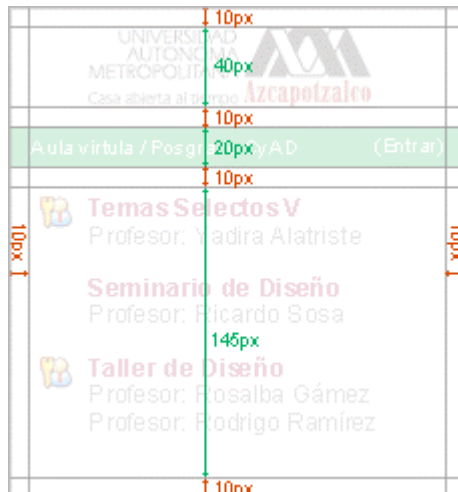 10px
UNIVERSIDAD
AUTONOMA
METROPOLITANA
40px
Casa abierta al tiempo Azcapotzalco
10px
Aula virtula / Posgrado CyAD (Entrar)
20px
10px
Temas Selectos V
Profesor: Yadira Alatriste
10px
10px
Seminario de Diseño
Profesor: Ricardo Sosa
145px
Taller de Diseño
Profesor: Rosalba Gámez
Profesor: Rodrigo Ramírez
10px